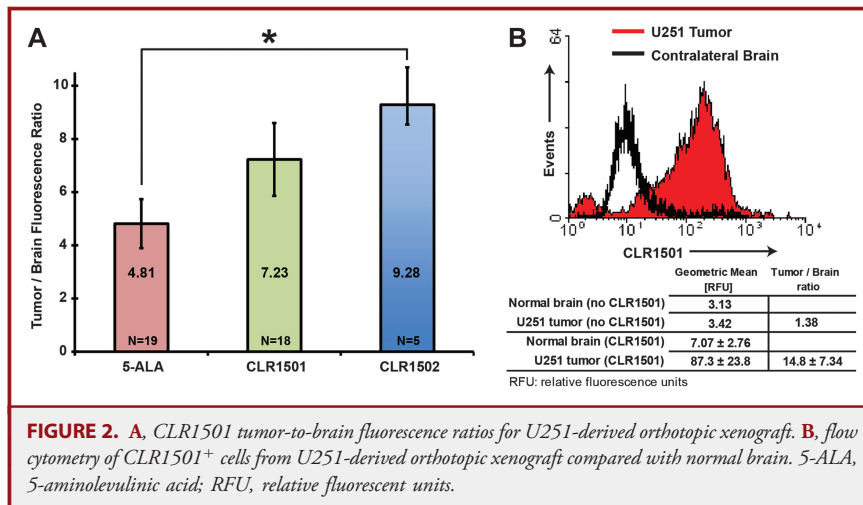 A
*
Tumor / Brain Fluorescence Ratio
10
8
6
4
2
0
4.81
7.23
9.28
N=19
N=18
N=5
5-ALA
CLR1501
CLR1502
B
U251 Tumor
Contralateral Brain
64
Events
0
10⁰ 10¹ 10² 10³ 10⁴
CLR1501
Geometric Mean [RFU] Tumor / Brain ratio
Normal brain (no CLR1501) 3.13
U251 tumor (no CLR1501) 3.42 1.38
Normal brain (CLR1501) 7.07 ± 2.76
U251 tumor (CLR1501) 87.3 ± 23.8 14.8 ± 7.34
RFU: relative fluorescence units
FIGURE 2. A, CLR1501 tumor-to-brain fluorescence ratios for U251-derived orthotopic xenograft. B, flow
cytometry of CLR1501⁺ cells from U251-derived orthotopic xenograft compared with normal brain. 5-ALA,
5-aminolevulinic acid; RFU, relative fluorescent units.